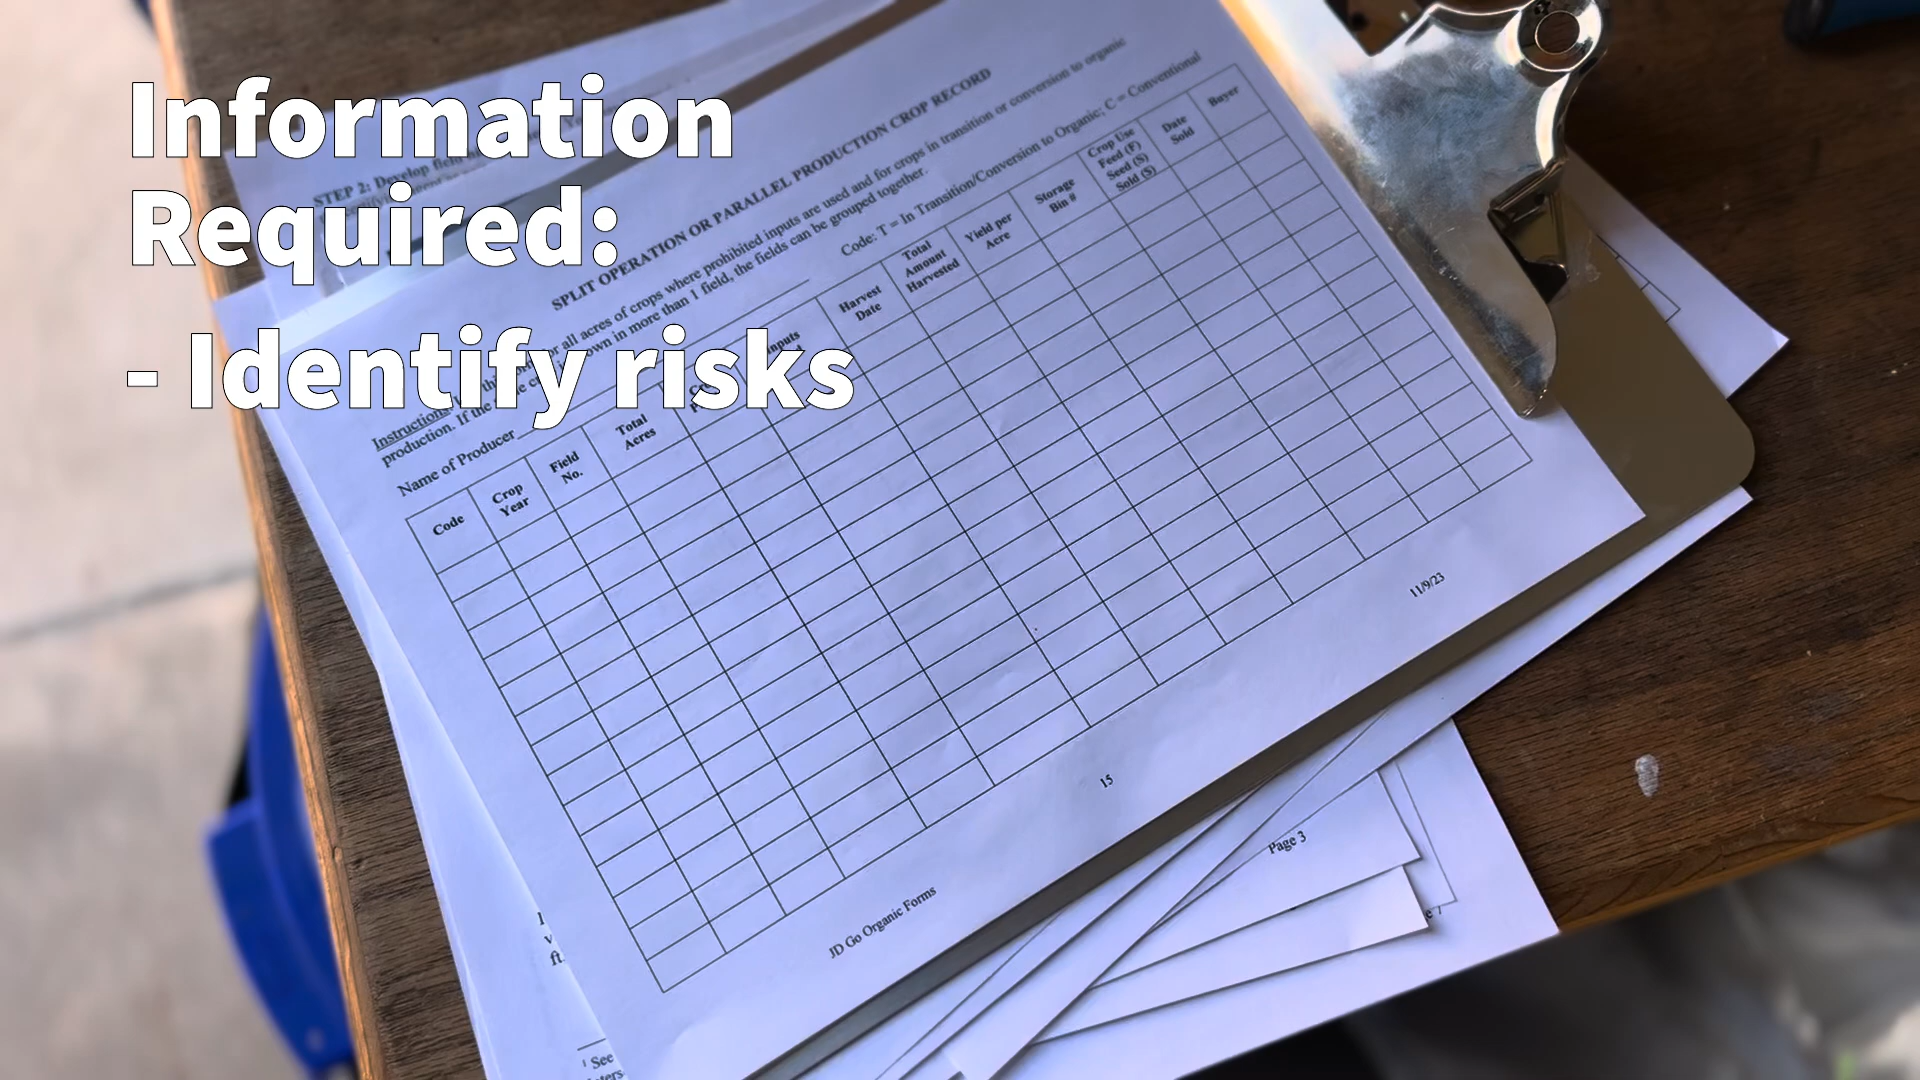 Information
Required:
- Identify risks
STEP 2: Develop field
SPLIT OPERATION OR PARALLEL PRODUCTION CROP RECORD
Instructions: or all acres of crops where prohibited inputs are used and for crops in transition or conversion to organic
production. If the own in more than 1 field, the fields can be grouped together.
Name of Producer
Code: T = In Transition/Conversion to Organic; C = Conventional
Code
Crop
Year
Field
No.
Total
Acres
Inputs
Harvest
Date
Total
Amount
Harvested
Yield per
Acre
Storage
Bin #
Crop Use
Feed (F)
Seed (S)
Sold (S)
Date
Sold
Buyer
JD Go Organic Forms
15
11/9/23
Page 3
¹ See